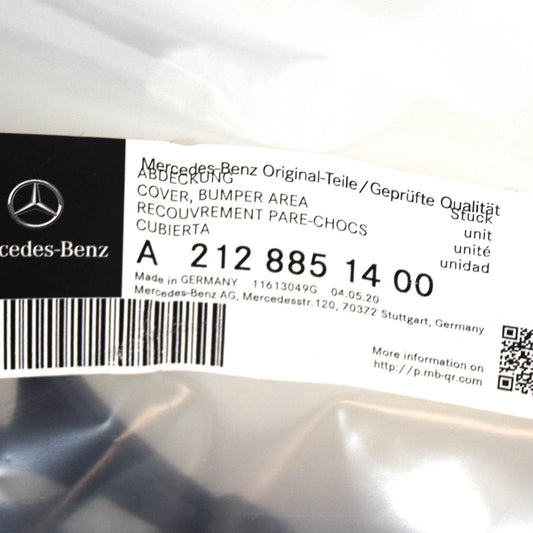 Mercedes-Benz Original-Teile/Geprüfte Qualität
ABDECKUNG Stück
COVER, BUMPER AREA unit
RECOUVREMENT PARE-CHOCS unité
CUBIERTA unidad
cedes-Benz
A 212 885 14 00
Made in GERMANY 11613049G 04.05.20
Mercedes-Benz AG, Mercedesstr.120, 70372 Stuttgart, Germany
More information on
http://p.mb-qr.com